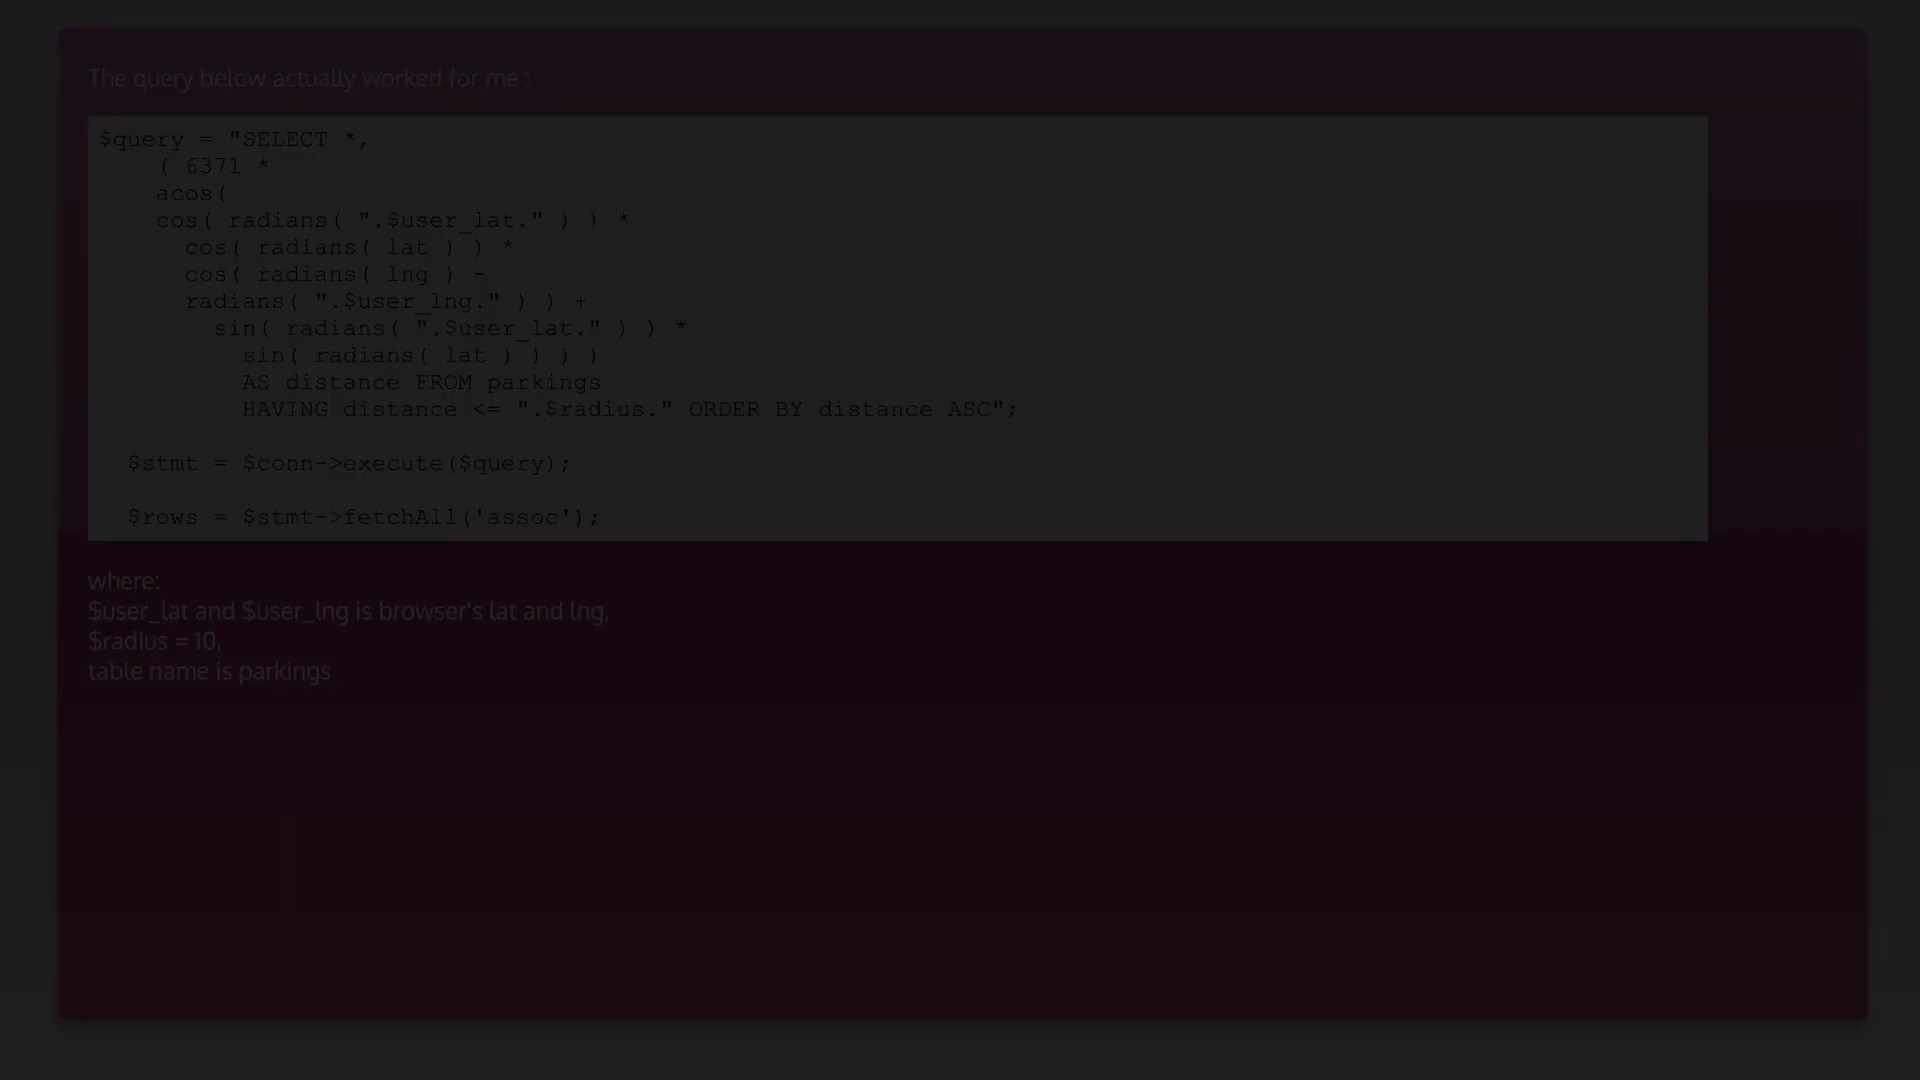 The query below actually worked for me :
$query = "SELECT *,
    ( 6371 *
    acos(
    cos( radians( ".$user_lat." ) ) *
      cos( radians( lat ) ) *
      cos( radians( lng ) -
      radians( ".$user_lng." ) ) +
        sin( radians( ".$user_lat." ) ) *
          sin( radians( lat ) ) ) )
          AS distance FROM parkings
          HAVING distance <= ".$radius." ORDER BY distance ASC";
  $stmt = $conn->execute($query);
  $rows = $stmt->fetchAll('assoc');
where:
$user_lat and $user_lng is browser's lat and lng,
$radius = 10,
table name is parkings